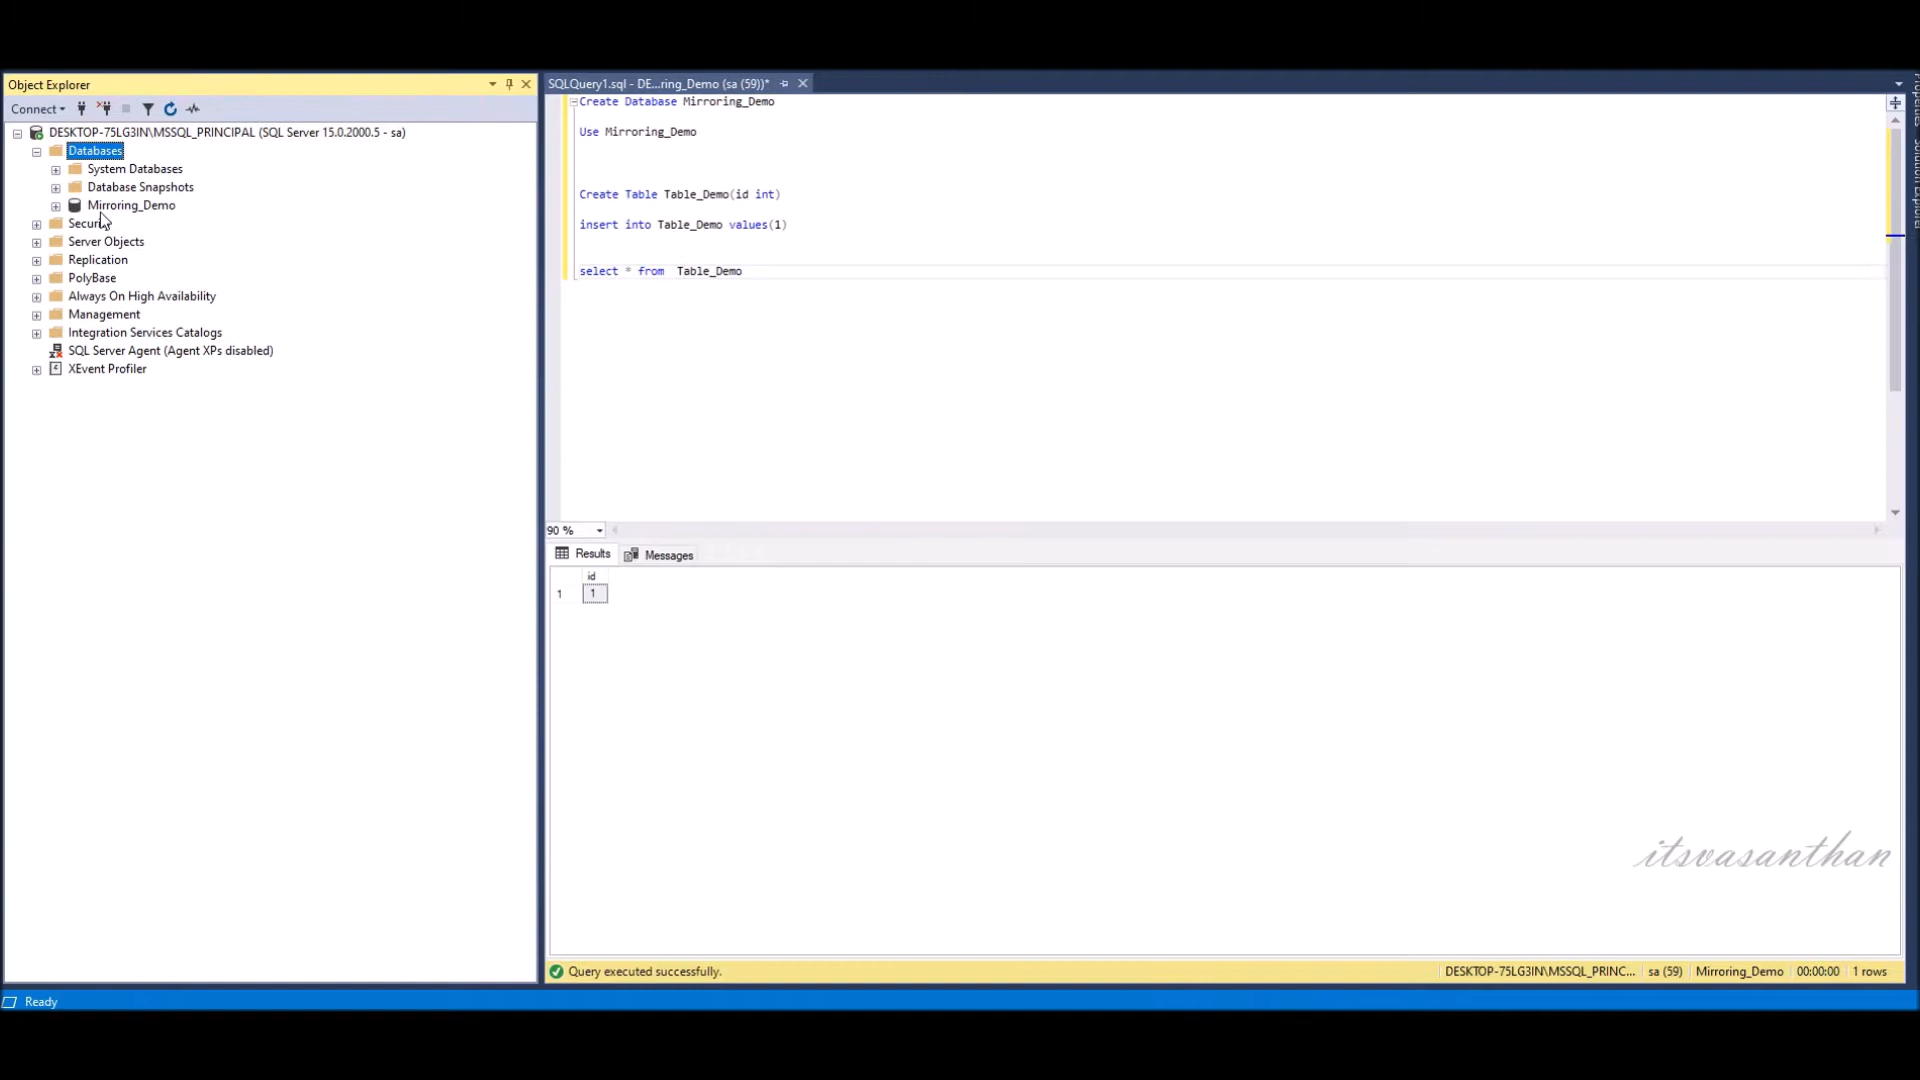 Object Explorer
Connect
DESKTOP-75LG3IN\MSSQL_PRINCIPAL (SQL Server 15.0.2000.5 - sa)
Databases
System Databases
Database Snapshots
Mirroring_Demo
Server Objects
Replication
PolyBase
Always On High Availability
Management
Integration Services Catalogs
SQL Server Agent (Agent XPs disabled)
XEvent Profiler
SQLQuery1.sql - DE...ring_Demo (sa (59))*
Create Database Mirroring_Demo
Use Mirroring_Demo
Create Table Table_Demo(id int)
insert into Table_Demo values(1)
select * from  Table_Demo
90 %
Results Messages
id
1 1
itsvasanthan
Query executed successfully. DESKTOP-75LG3IN\MSSQL_PRINC... sa (59) Mirroring_Demo 00:00:00 1 rows
Ready